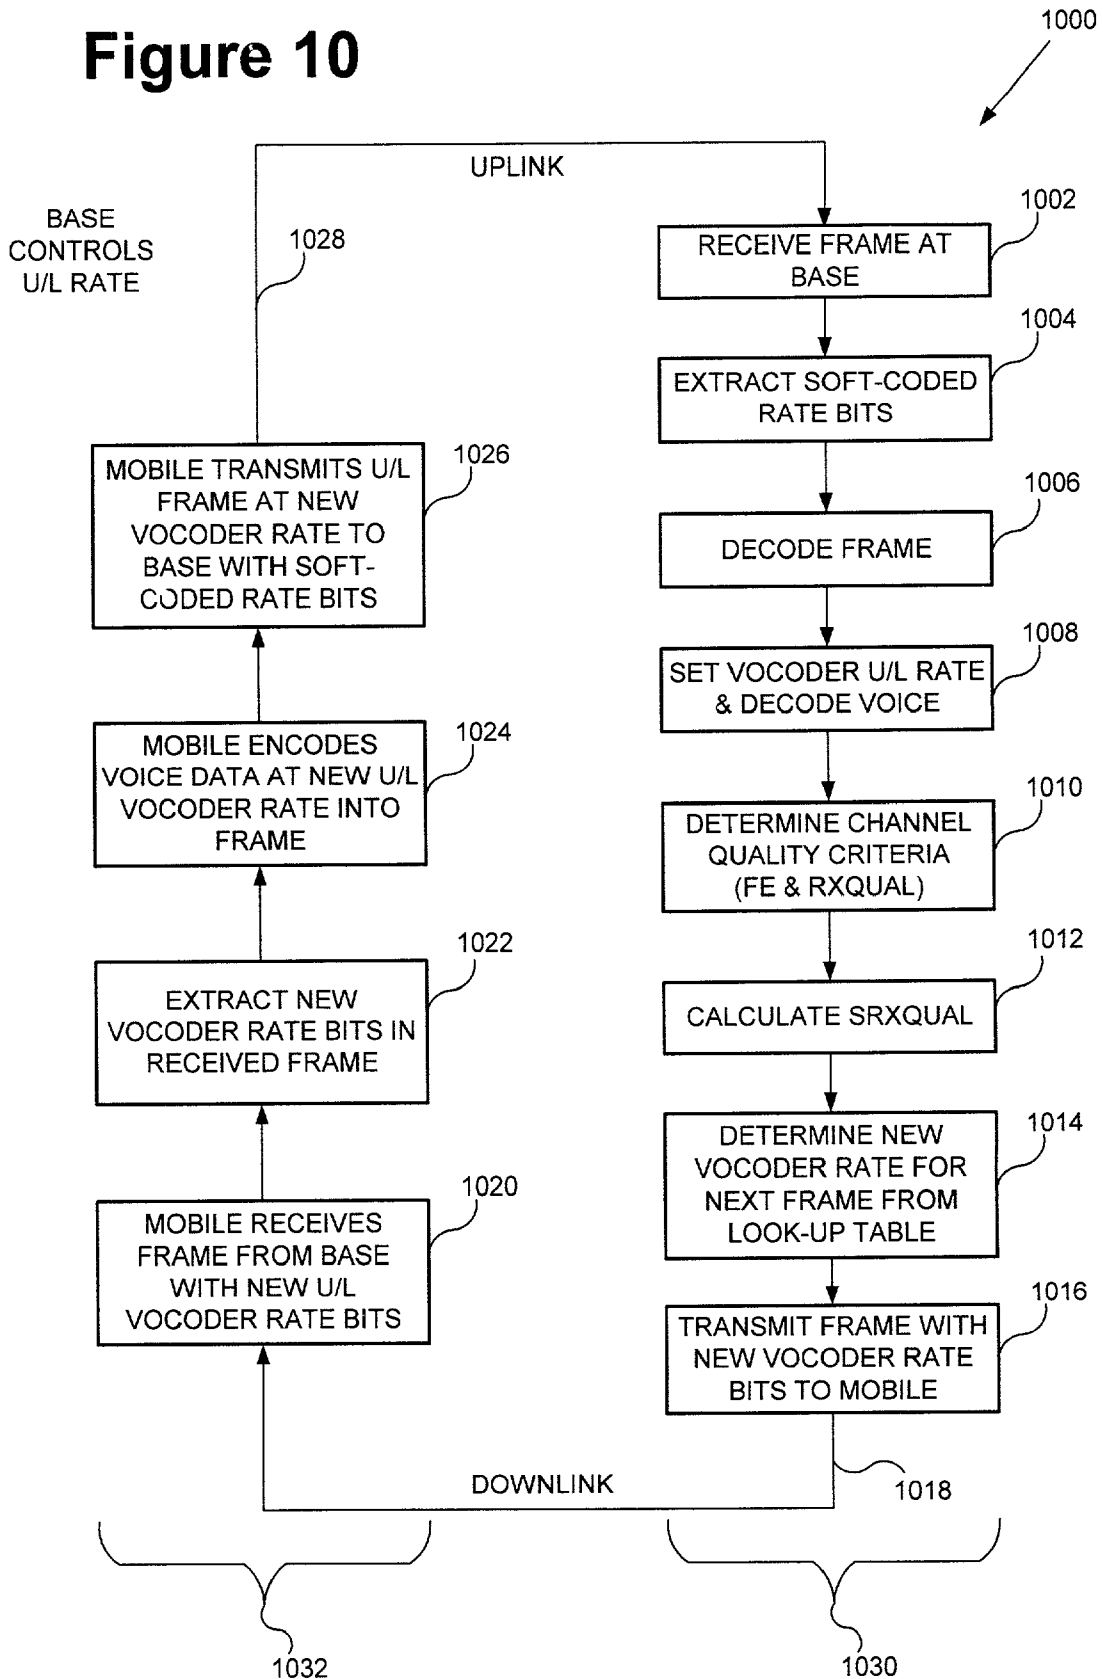 Figure 10
1000
UPLINK
BASE
CONTROLS
U/L RATE
1028
1002
RECEIVE FRAME AT
BASE
1004
EXTRACT SOFT-CODED
RATE BITS
1006
DECODE FRAME
1008
SET VOCODER U/L RATE
& DECODE VOICE
1010
DETERMINE CHANNEL
QUALITY CRITERIA
(FE & RXQUAL)
1012
CALCULATE SRXQUAL
1014
DETERMINE NEW
VOCODER RATE FOR
NEXT FRAME FROM
LOOK-UP TABLE
1016
TRANSMIT FRAME WITH
NEW VOCODER RATE
BITS TO MOBILE
1018
DOWNLINK
1020
MOBILE RECEIVES
FRAME FROM BASE
WITH NEW U/L
VOCODER RATE BITS
1022
EXTRACT NEW
VOCODER RATE BITS IN
RECEIVED FRAME
1024
MOBILE ENCODES
VOICE DATA AT NEW U/L
VOCODER RATE INTO
FRAME
1026
MOBILE TRANSMITS U/L
FRAME AT NEW
VOCODER RATE TO
BASE WITH SOFT-
CODED RATE BITS
1032
1030